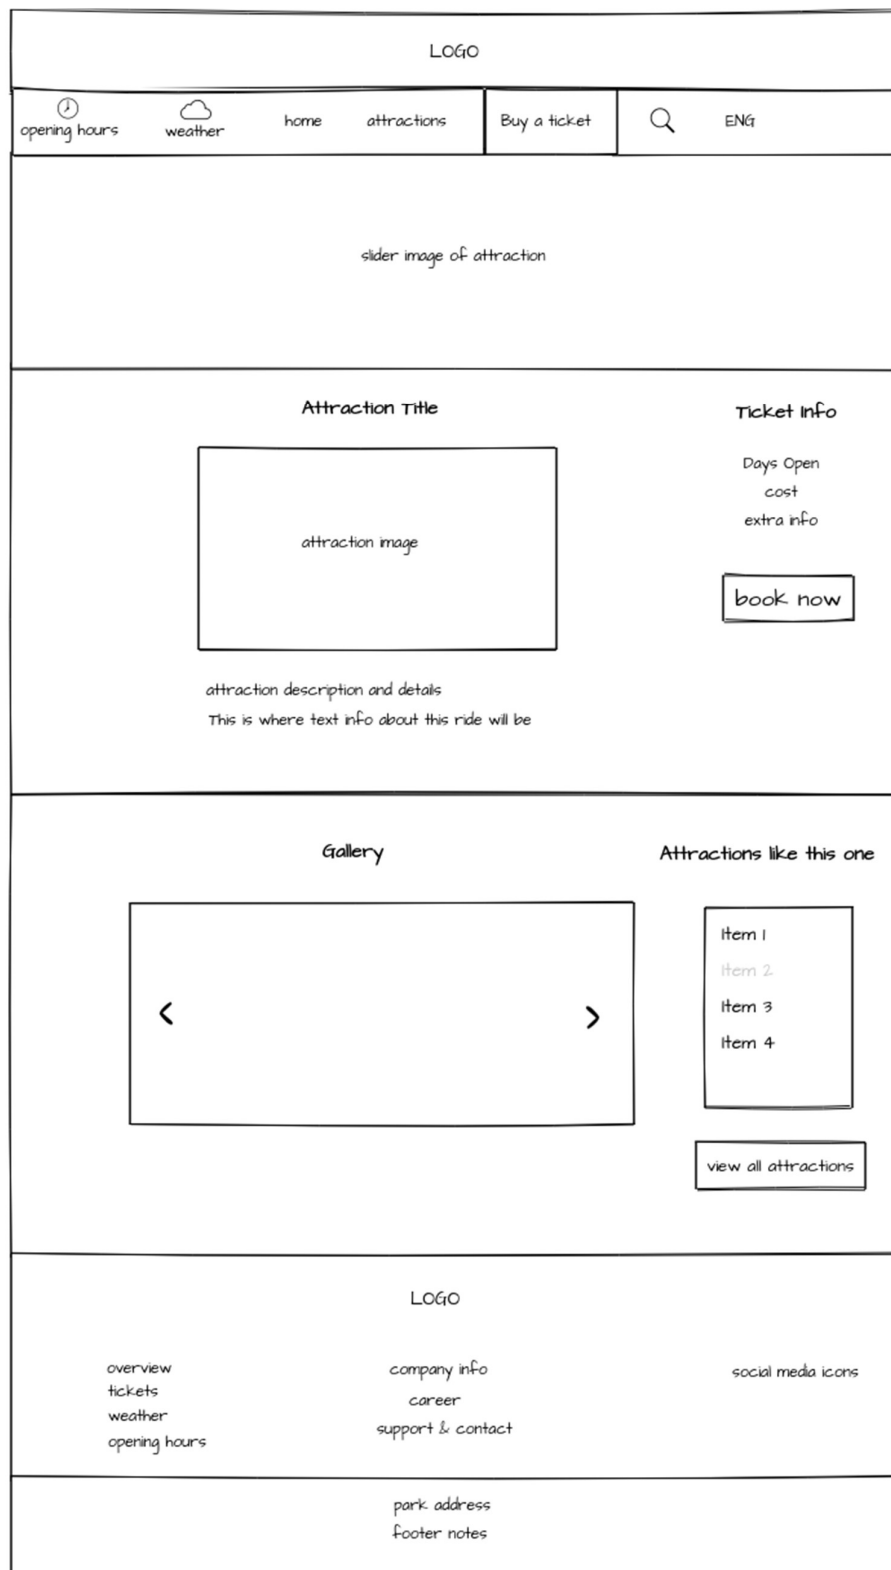 LOGO
opening hours
weather
home
attractions
Buy a ticket
ENG
slider image of attraction
Attraction Title
attraction image
attraction description and details
This is where text info about this ride will be
Ticket Info
Days Open
cost
extra info
book now
Gallery
Attractions like this one
Item 1
Item 2
Item 3
Item 4
view all attractions
LOGO
overview
tickets
weather
opening hours
company info
career
support & contact
social media icons
park address
footer notes